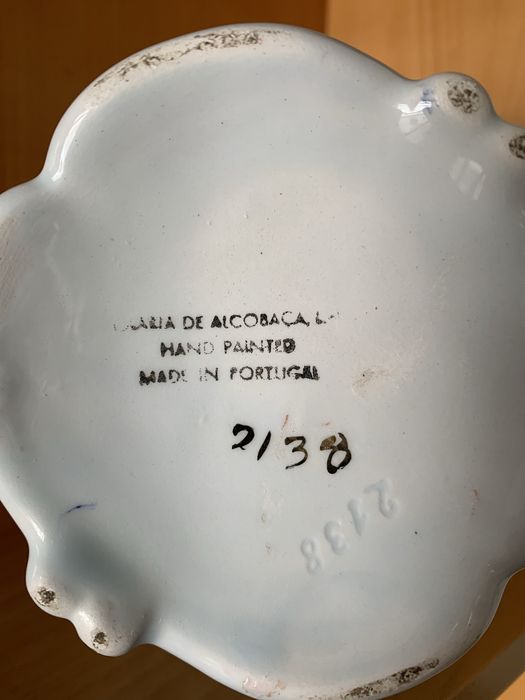 DE ALCOBAÇA, L
HAND PAINTED
MADE IN PORTUGAL
2138
2138